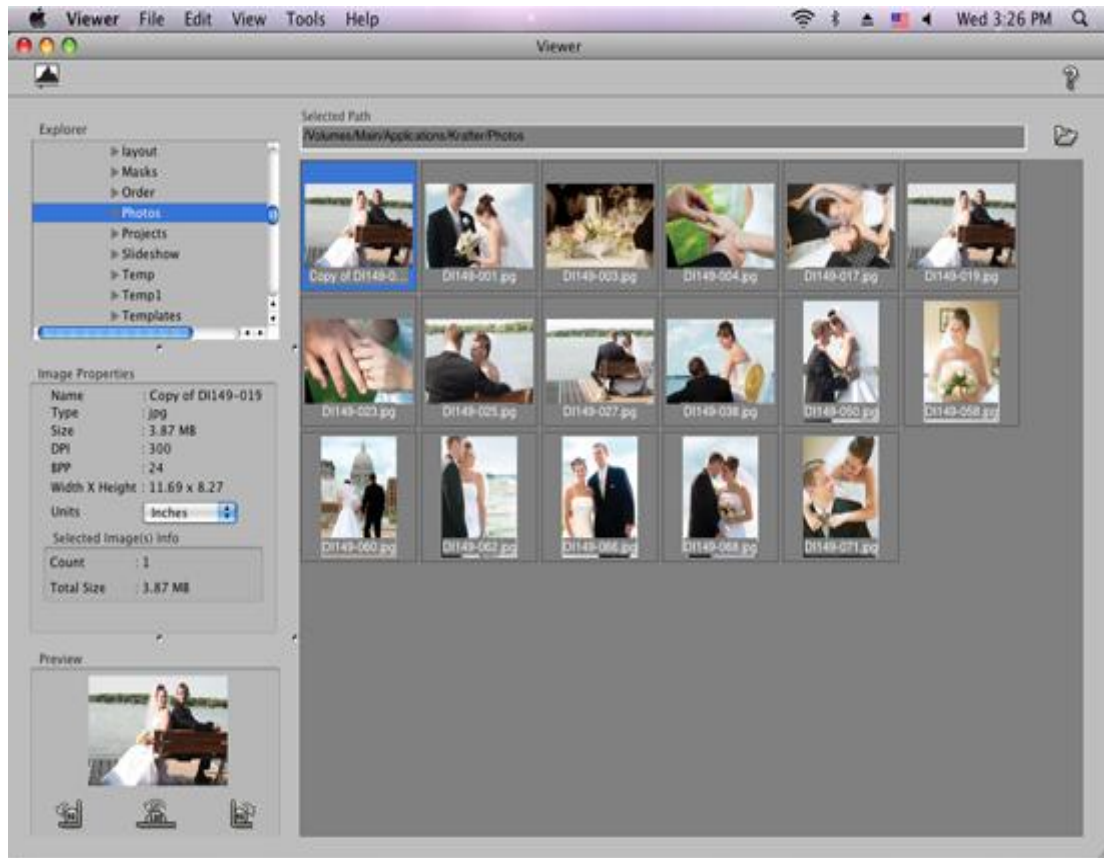 Viewer File Edit View Tools Help Wed 3:26 PM
Viewer
Selected Path
/Volumes/Main/Applications/Krafter/Photos
Explorer
layout
Masks
Order
Photos
Projects
Slideshow
Temp
Temp1
Templates
Copy of DI149-0... DI149-001.jpg DI149-003.jpg DI149-004.jpg DI149-017.jpg DI149-019.jpg
DI149-023.jpg DI149-025.jpg DI149-027.jpg DI149-038.jpg DI149-050.jpg DI149-058.jpg
DI149-060.jpg DI149-062.jpg DI149-066.jpg DI149-068.jpg DI149-071.jpg
Image Properties
Name : Copy of DI149-019
Type : jpg
Size : 3.87 MB
DPI : 300
BPP : 24
Width X Height : 11.69 x 8.27
Units Inches
Selected Image(s) Info
Count : 1
Total Size : 3.87 MB
Preview